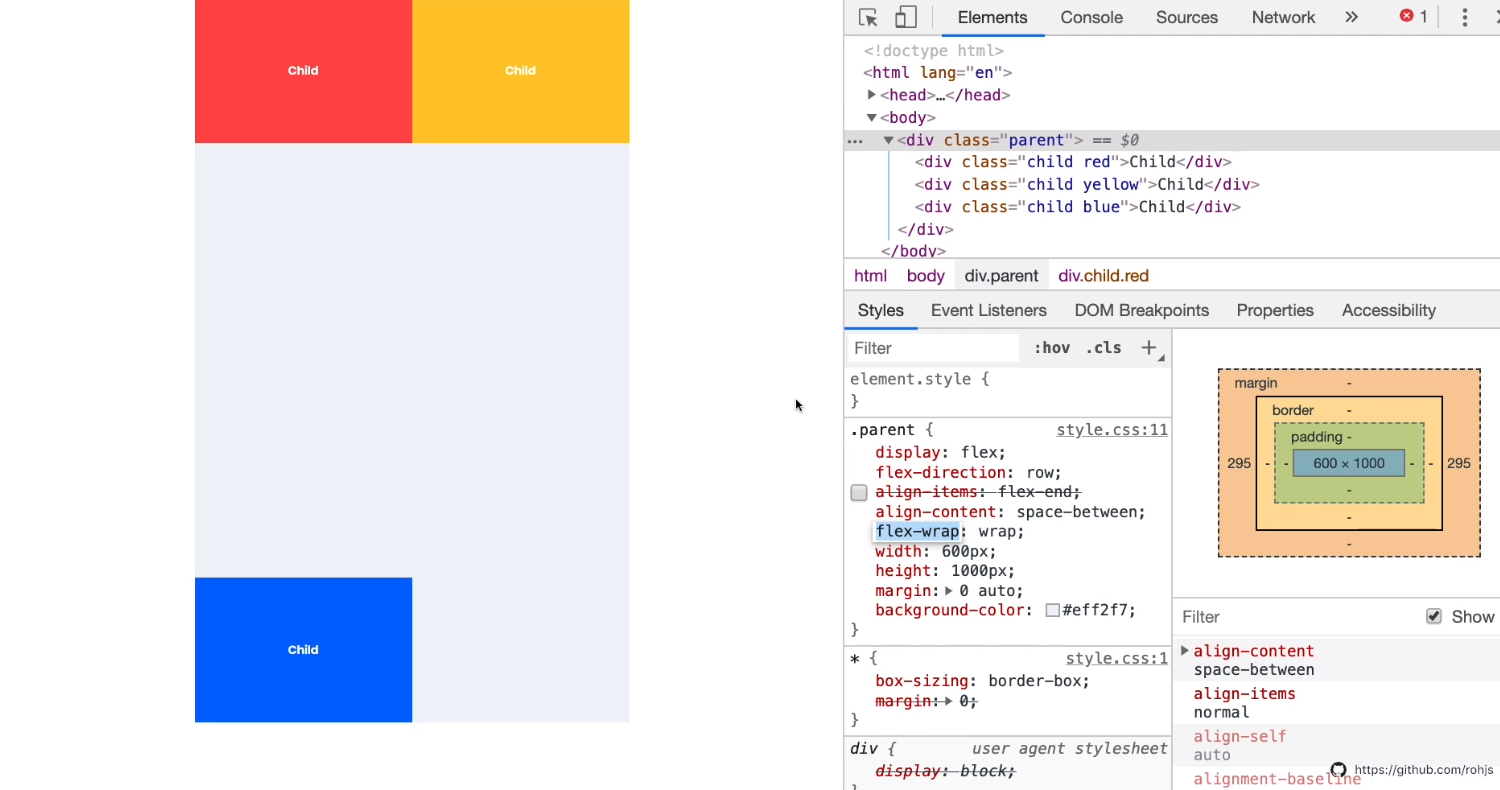 Child
Child
Child
Elements Console Sources Network » 1
<!doctype html>
<html lang="en">
<head>…</head>
<body>
<div class="parent"> == $0
<div class="child red">Child</div>
<div class="child yellow">Child</div>
<div class="child blue">Child</div>
</div>
</body>
html body div.parent div.child.red
Styles Event Listeners DOM Breakpoints Properties Accessibility
Filter :hov .cls +
element.style {
}
.parent { style.css:11
display: flex;
flex-direction: row;
align-items: flex-end;
align-content: space-between;
flex-wrap: wrap;
width: 600px;
height: 1000px;
margin: 0 auto;
background-color: #eff2f7;
}
* { style.css:1
box-sizing: border-box;
margin: 0;
}
div { user agent stylesheet
display: block;
margin -
border -
padding -
295 - - 600 × 1000 - - 295
-
-
-
Filter Show
align-content
space-between
align-items
normal
align-self
auto
alignment-baseline
https://github.com/rohjs